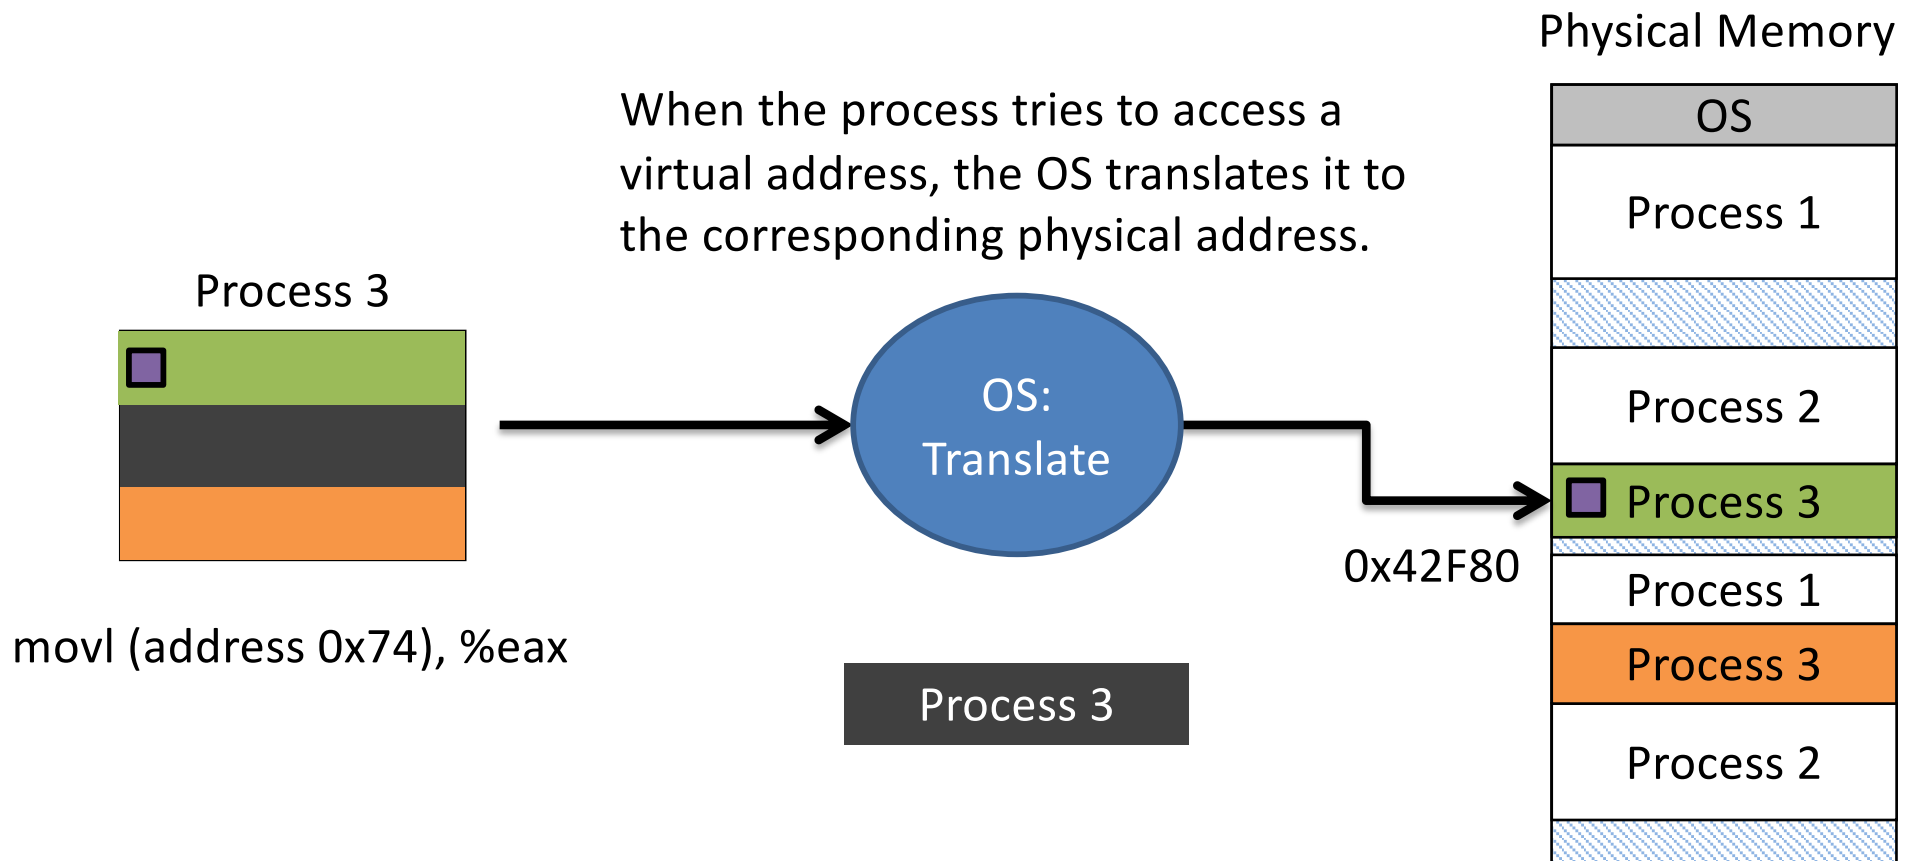 Physical Memory
When the process tries to access a
virtual address, the OS translates it to
the corresponding physical address.
Process 3
movl (address 0x74), %eax
OS:
Translate
0x42F80
Process 3
OS
Process 1
Process 2
Process 3
Process 1
Process 3
Process 2